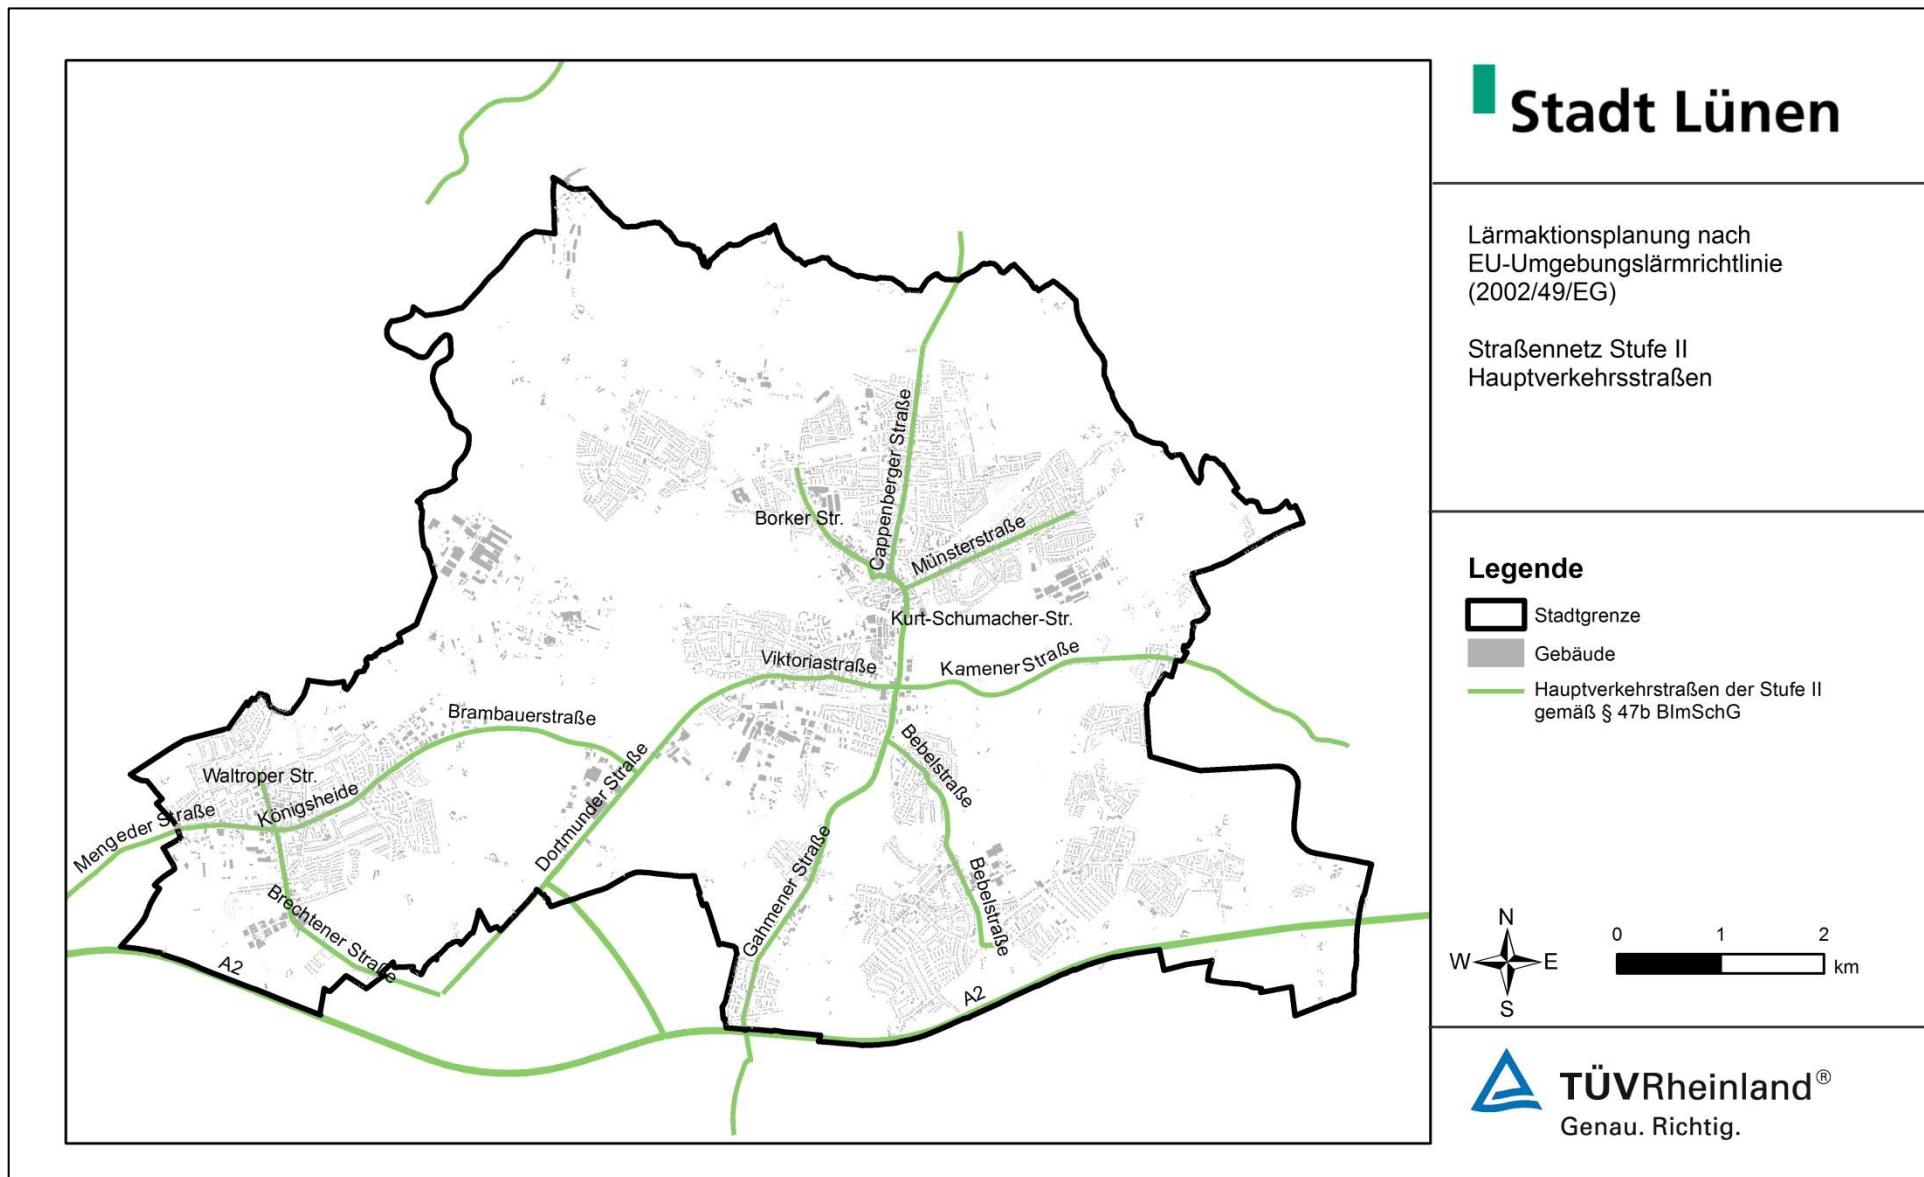 Stadt Lünen
Lärmaktionsplanung nach
EU-Umgebungslärmrichtlinie
(2002/49/EG)
Straßennetz Stufe II
Hauptverkehrsstraßen
Legende
Stadtgrenze
Gebäude
Hauptverkehrstraßen der Stufe II
gemäß § 47b BImSchG
N
W
E
S
0 1 2
km
TÜVRheinland®
Genau. Richtig.
Cappenberger Straße
Borker Str.
Münsterstraße
Kurt-Schumacher-Str.
Viktoriastraße
Kamener Straße
Brambauerstraße
Bebelstraße
Waltroper Str.
Königsheide
Mengeder Straße
Dortmunder Straße
Gahmener Straße
Bebelstraße
Brechtener Straße
A2
A2